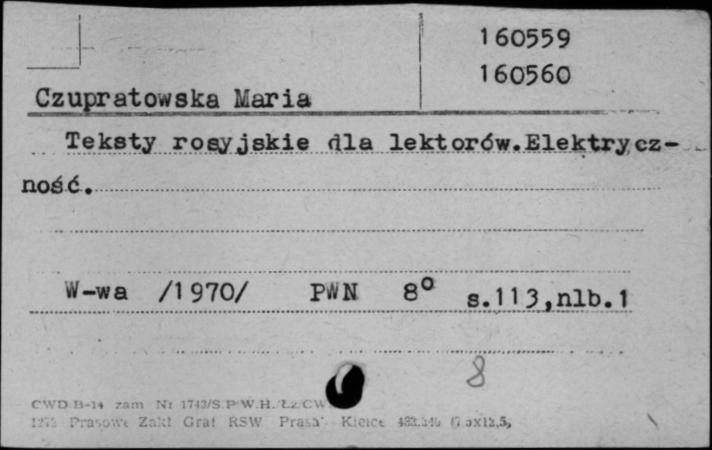 160559
160560
Czupratowska Maria
Teksty rosyjskie dla lektorów.Elektrycz-
ność.
W-wa /1970/ PWN 8° s.113,nlb.1
8
CWD B-14 zam Nr 1743/S.P.W.H./Łz/CW
Prasowe Zakł Graf RSW Prasa Kielce